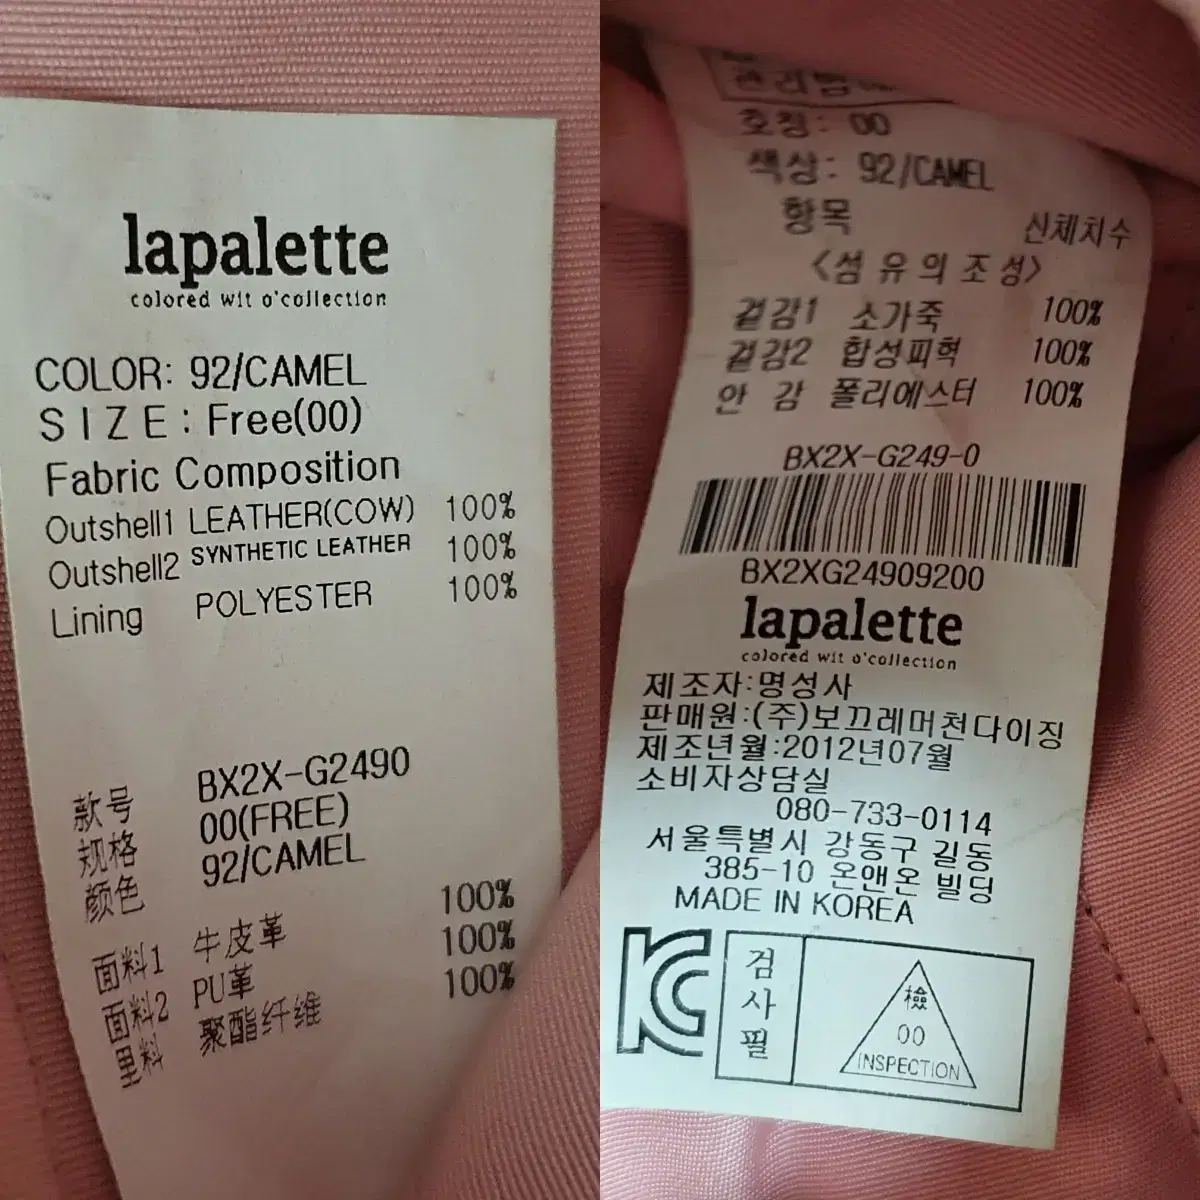 lapalette
colored wit o'collection
COLOR: 92/CAMEL
SIZE : Free(00)
Fabric Composition
Outshell1 LEATHER(COW) 100%
Outshell2 SYNTHETIC LEATHER 100%
Lining POLYESTER 100%
款号 BX2X-G2490
规格 00(FREE)
颜色 92/CAMEL
面料1 牛皮革 100%
面料2 PU革 100%
里料 聚酯纤维 100%
호칭: 00
색상: 92/CAMEL
항목 신체치수
<섬유의조성>
겉감1 소가죽 100%
겉감2 합성피혁 100%
안 감 폴리에스터 100%
BX2X-G249-0
BX2XG24909200
lapalette
colored wit o'collection
제조자:명성사
판매원:(주)보끄레머천다이징
제조년월:2012년07월
소비자상담실
080-733-0114
서울특별시 강동구 길동
385-10 온앤온 빌딩
MADE IN KOREA
KC
검사필
檢
00
INSPECTION